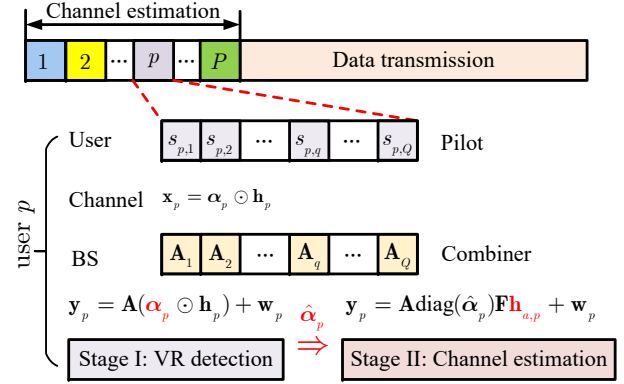 Channel estimation
1 2 ... p ... P Data transmission
User s_{p,1} s_{p,2} ... s_{p,q} ... s_{p,Q} Pilot
Channel x_p = α_p ⊙ h_p
user p
BS A_1 A_2 ... A_q ... A_Q Combiner
y_p = A(α_p ⊙ h_p) + w_p α̂_p ⇒ y_p = Adiag(α̂_p)Fh_{a,p} + w_p
Stage I: VR detection Stage II: Channel estimation